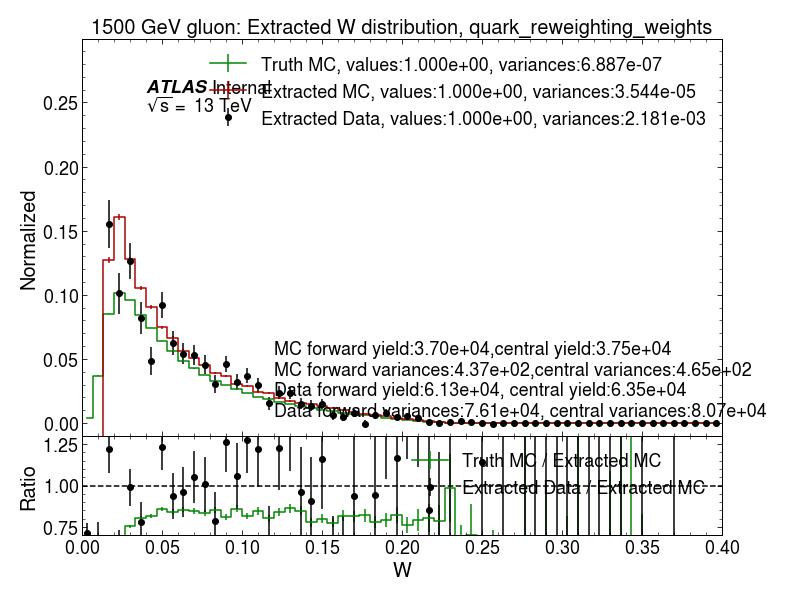 1500 GeV gluon: Extracted W distribution, quark_reweighting_weights
Truth MC, values:1.000e+00, variances:6.887e-07
ATLAS Internal
Extracted MC, values:1.000e+00, variances:3.544e-05
√s = 13 TeV
Extracted Data, values:1.000e+00, variances:2.181e-03
0.25
0.20
0.15
0.10
0.05
0.00
Normalized
MC forward yield:3.70e+04,central yield:3.75e+04
MC forward variances:4.37e+02,central variances:4.65e+02
Data forward yield:6.13e+04, central yield:6.35e+04
Data forward variances:7.61e+04, central variances:8.07e+04
1.25
1.00
0.75
Ratio
Truth MC / Extracted MC
Extracted Data / Extracted MC
0.00 0.05 0.10 0.15 0.20 0.25 0.30 0.35 0.40
W